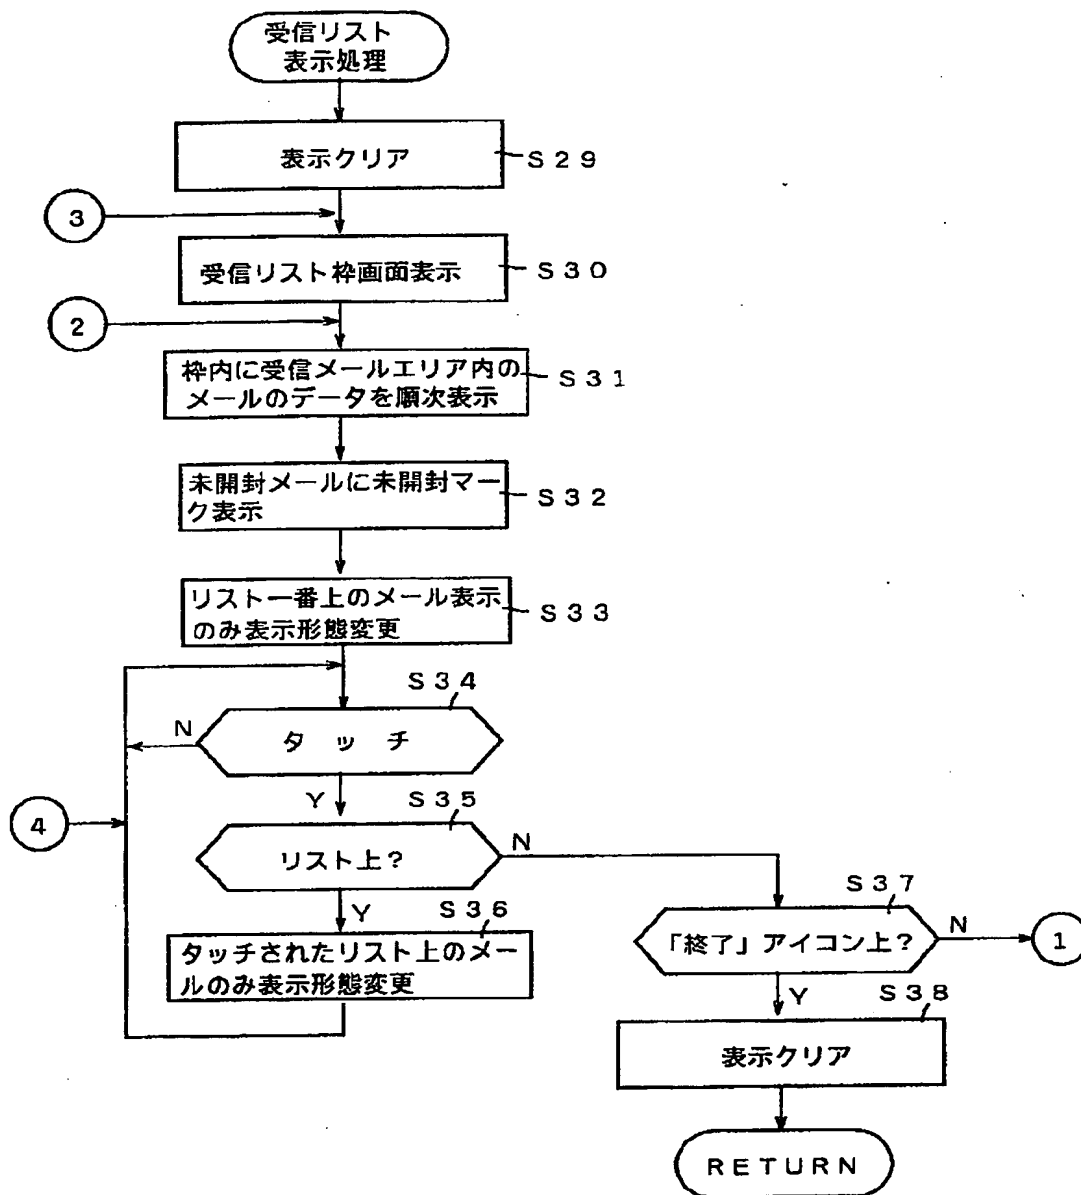 受信リスト
表示処理
表示クリア
S29
3
受信リスト枠画面表示
S30
2
枠内に受信メールエリア内の
メールのデータを順次表示
S31
未開封メールに未開封マー
ク表示
S32
リスト一番上のメール表示
のみ表示形態変更
S33
S34
タッチ
N
Y
4
S35
リスト上?
N
Y
S36
タッチされたリスト上のメー
ルのみ表示形態変更
S37
「終了」アイコン上?
N
1
Y
S38
表示クリア
RETURN